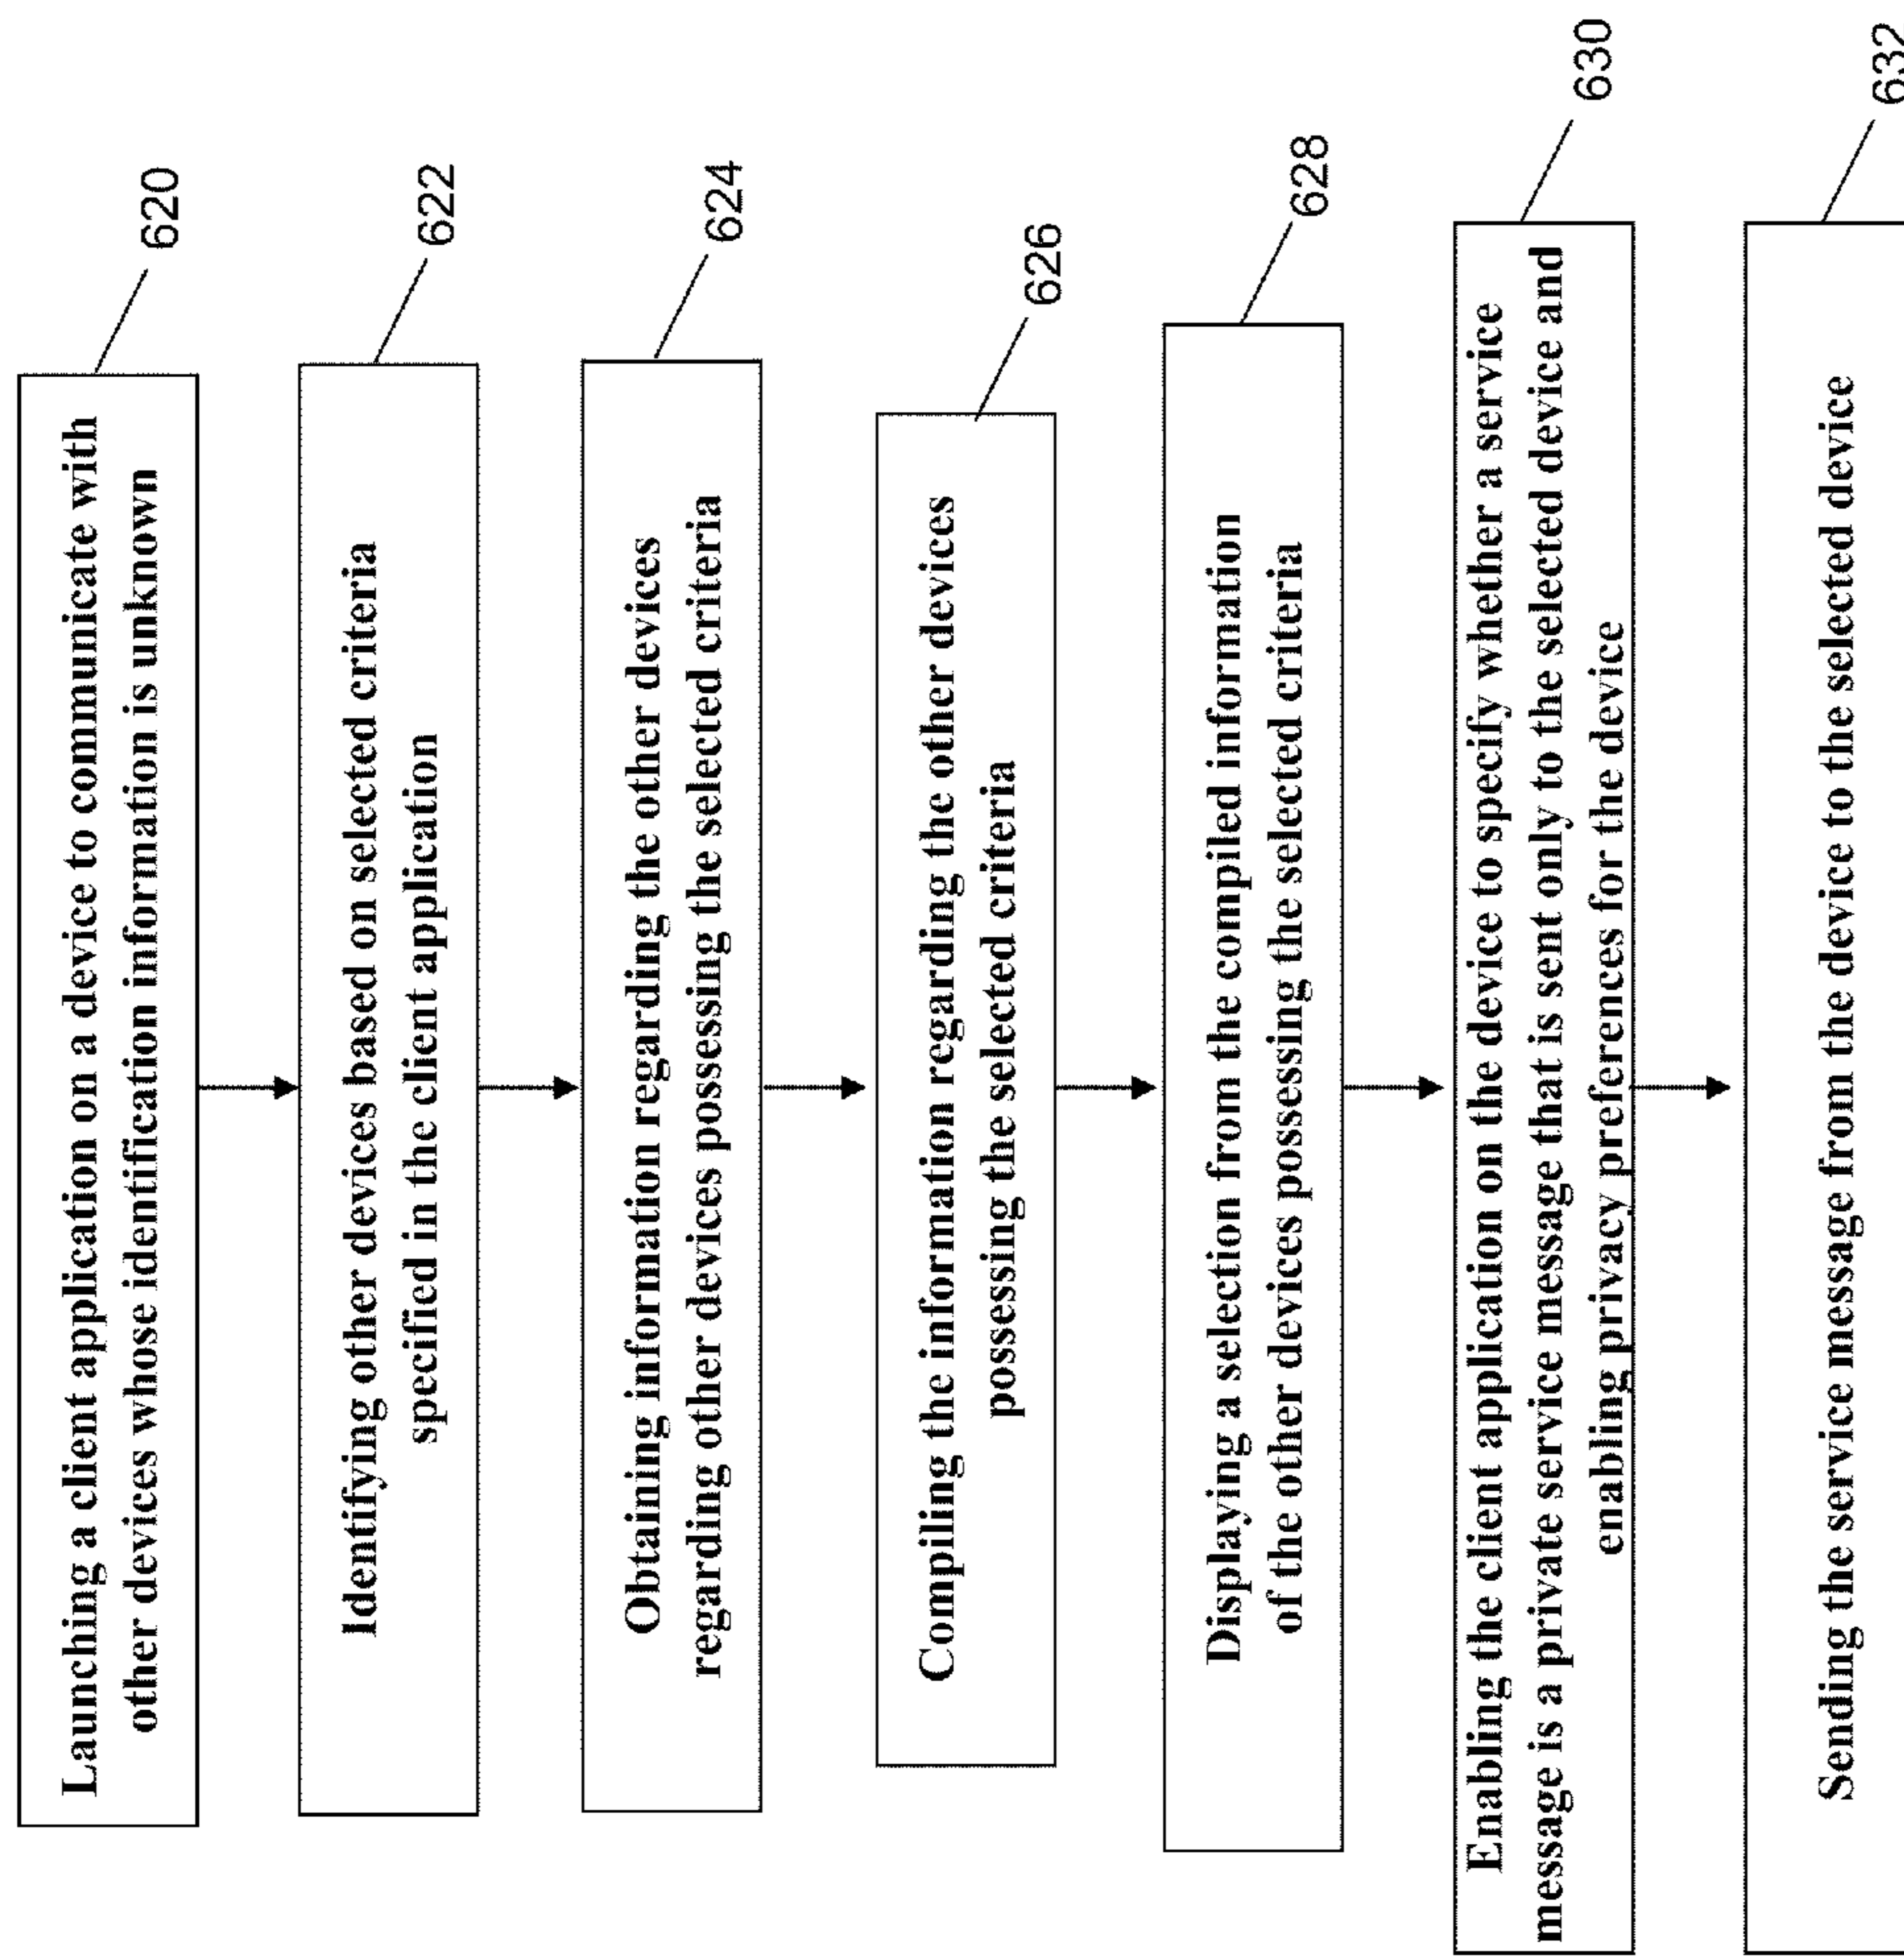 Launching a client application on a device to communicate with
other devices whose identification information is unknown
620
Identifying other devices based on selected criteria
specified in the client application
622
Obtaining information regarding the other devices
regarding other devices possessing the selected criteria
624
Compiling the information regarding the other devices
possessing the selected criteria
626
Displaying a selection from the compiled information
of the other devices possessing the selected criteria
628
Enabling the client application on the device to specify whether a service
message is a private service message that is sent only to the selected device and
enabling privacy preferences for the device
630
Sending the service message from the device to the selected device
632